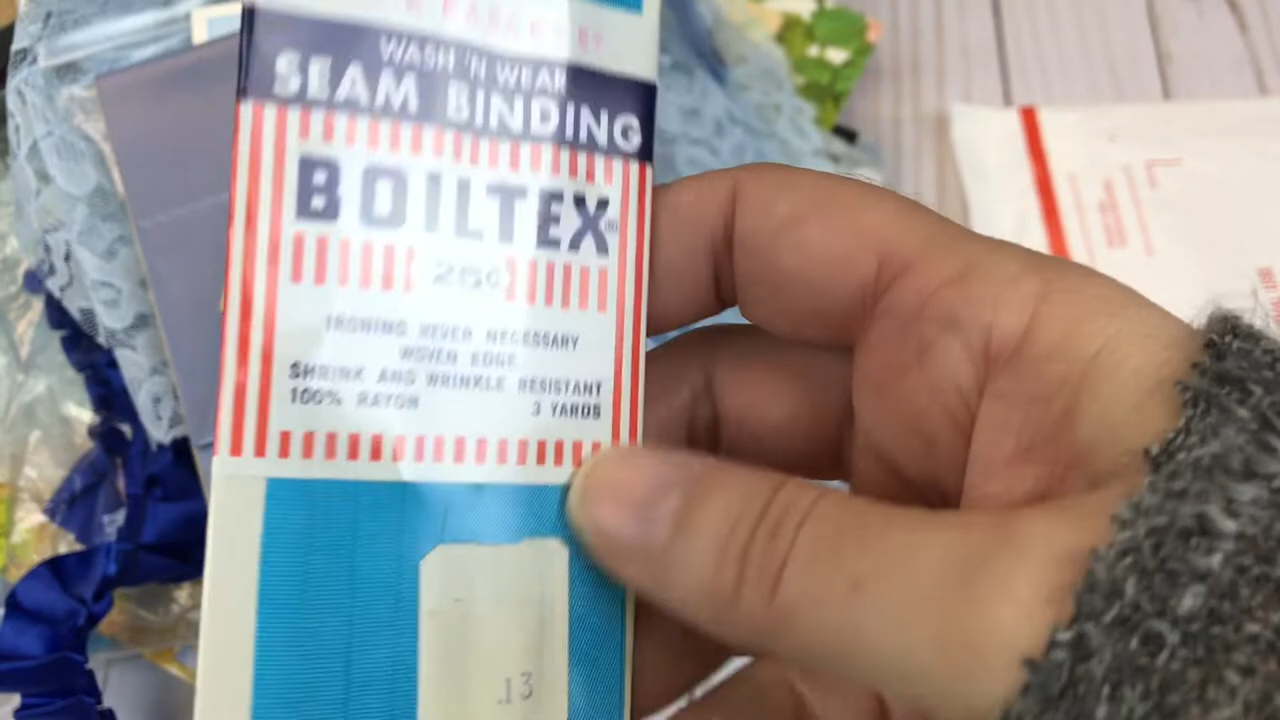 WASH 'N WEAR
SEAM BINDING
BOILTEX
25¢
IRONING NEVER NECESSARY
WOVEN EDGE
SHRINK AND WRINKLE RESISTANT
100% RAYON 3 YARDS
.13